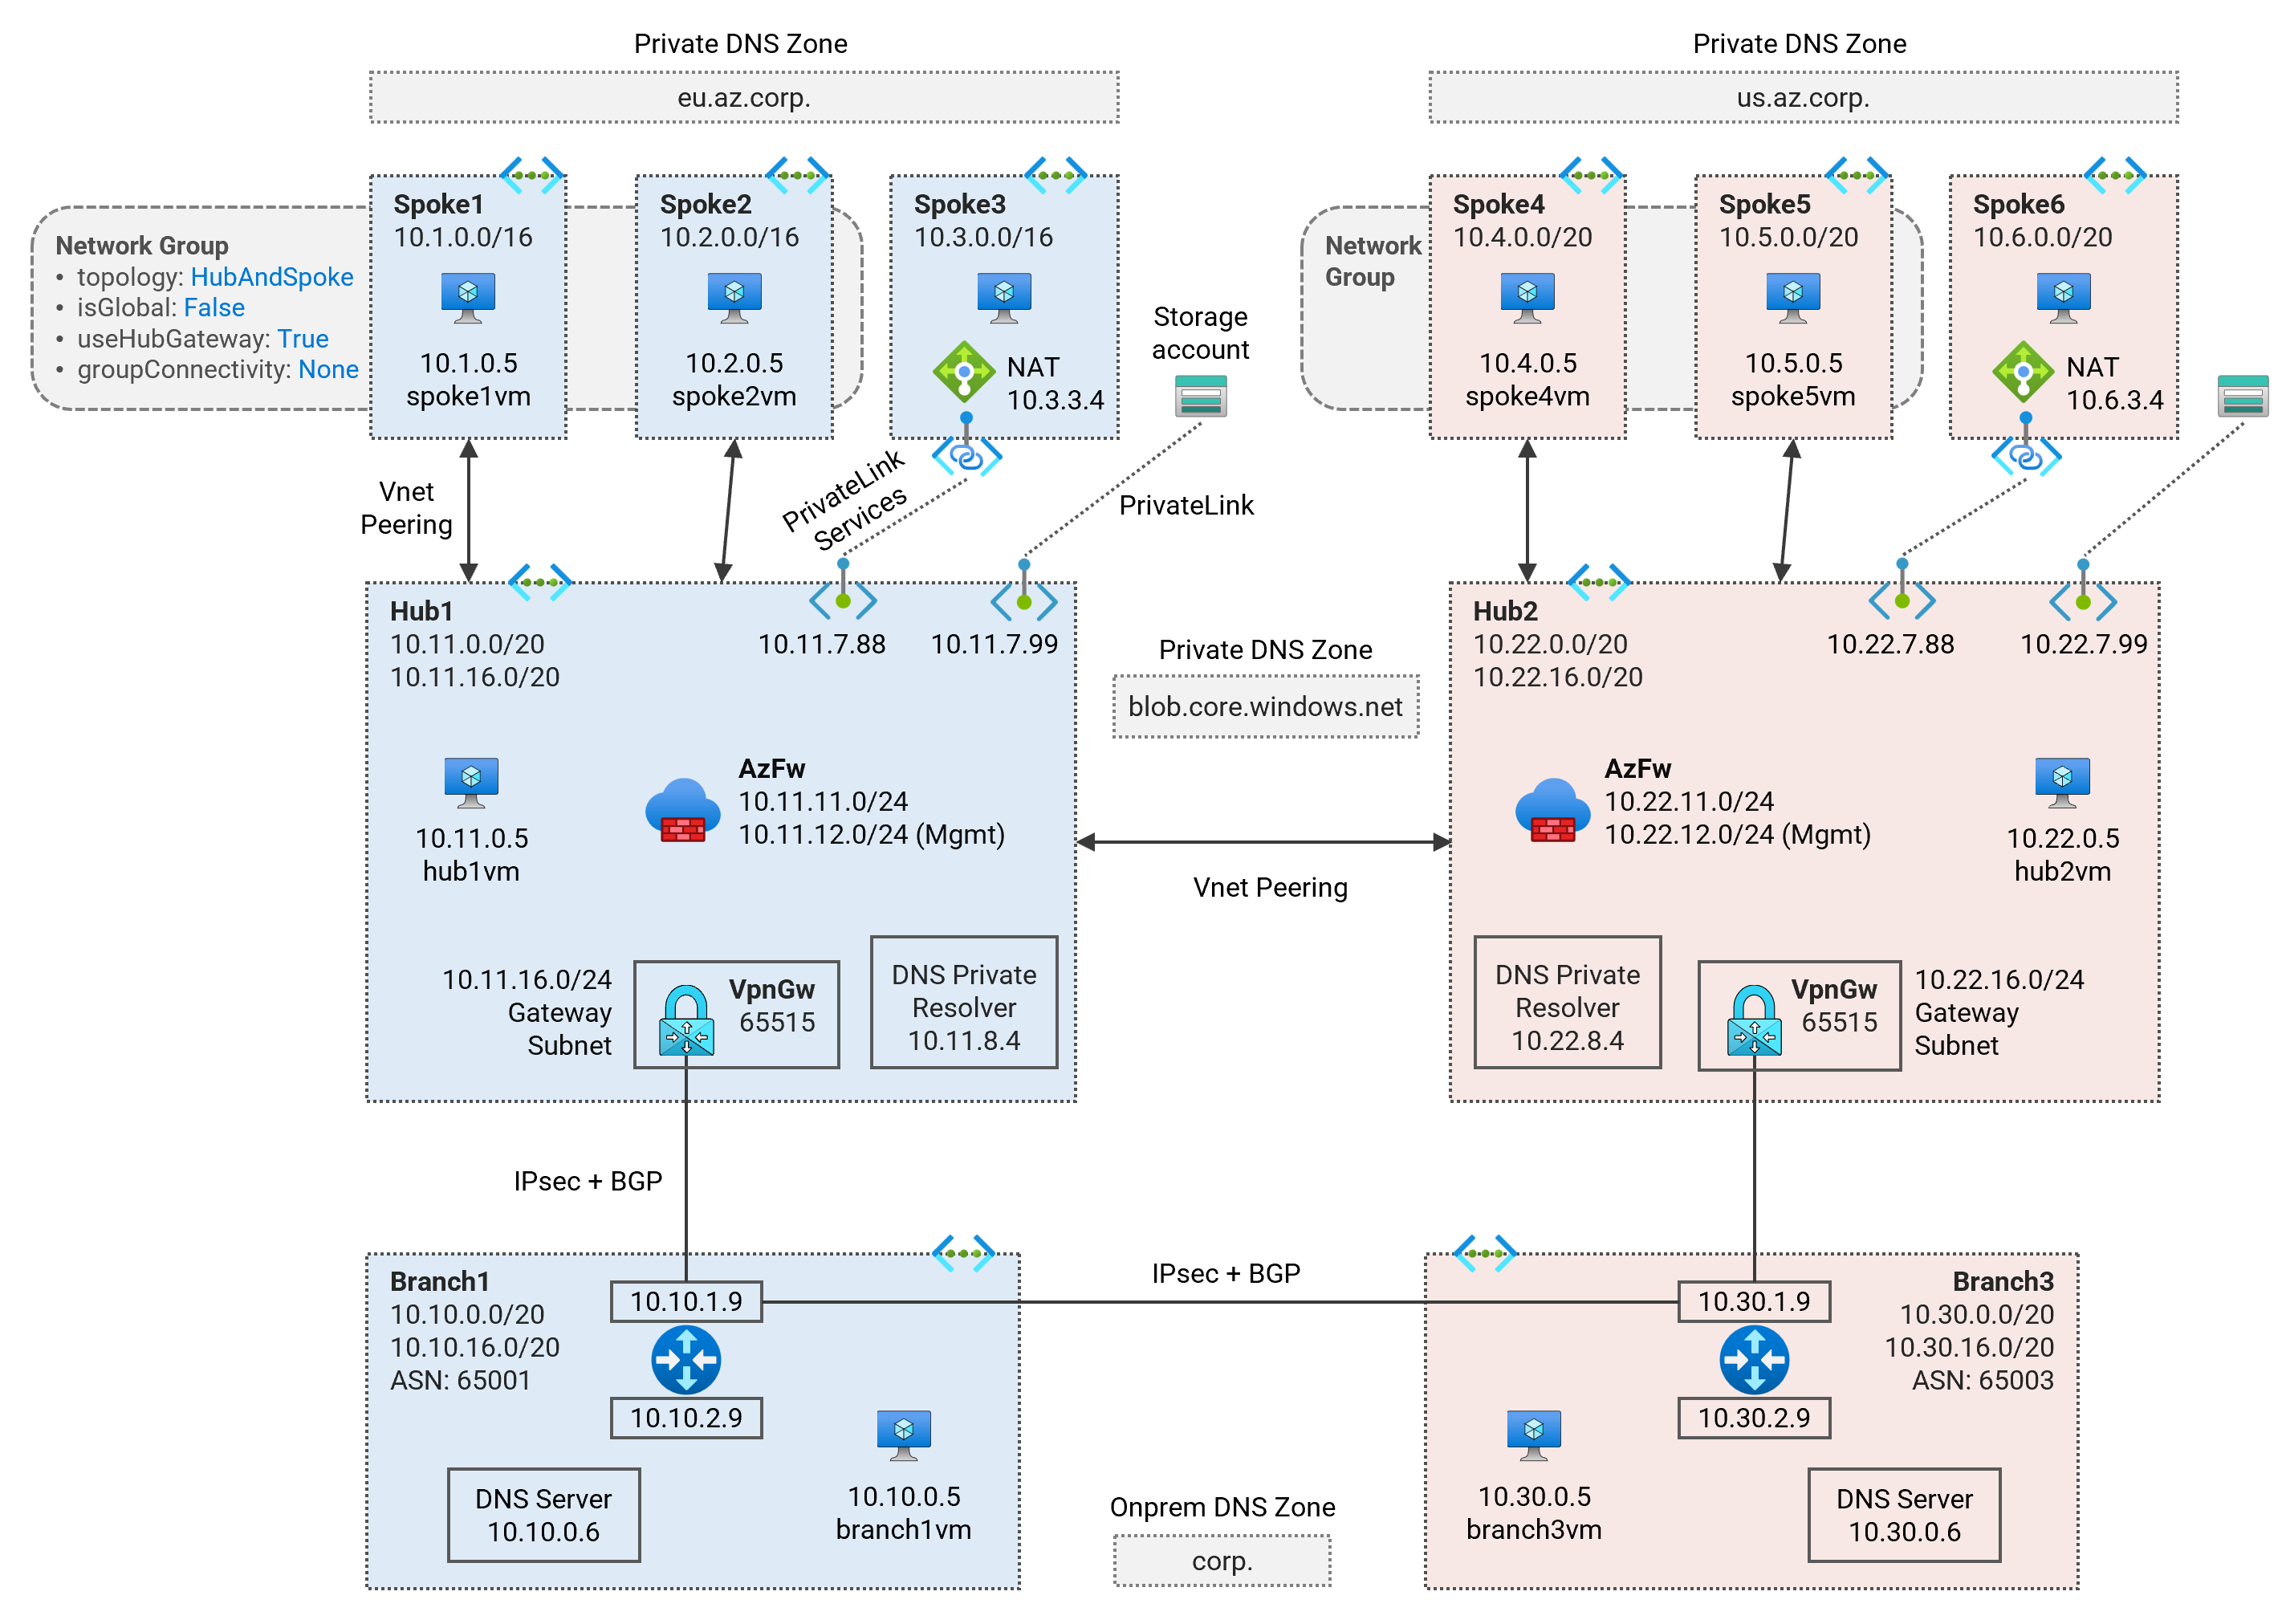 Private DNS Zone
eu.az.corp.
Private DNS Zone
us.az.corp.
Network Group
• topology: HubAndSpoke
• isGlobal: False
• useHubGateway: True
• groupConnectivity: None
Spoke1
10.1.0.0/16
10.1.0.5
spoke1vm
Spoke2
10.2.0.0/16
10.2.0.5
spoke2vm
Spoke3
10.3.0.0/16
NAT
10.3.3.4
Storage
account
Network
Group
Spoke4
10.4.0.0/20
10.4.0.5
spoke4vm
Spoke5
10.5.0.0/20
10.5.0.5
spoke5vm
Spoke6
10.6.0.0/20
NAT
10.6.3.4
Vnet
Peering
PrivateLink
Services
PrivateLink
Hub1
10.11.0.0/20
10.11.16.0/20
10.11.7.88
10.11.7.99
10.11.0.5
hub1vm
AzFw
10.11.11.0/24
10.11.12.0/24 (Mgmt)
10.11.16.0/24
Gateway
Subnet
VpnGw
65515
DNS Private
Resolver
10.11.8.4
Private DNS Zone
blob.core.windows.net
Vnet Peering
Hub2
10.22.0.0/20
10.22.16.0/20
10.22.7.88
10.22.7.99
AzFw
10.22.11.0/24
10.22.12.0/24 (Mgmt)
10.22.0.5
hub2vm
DNS Private
Resolver
10.22.8.4
VpnGw
65515
10.22.16.0/24
Gateway
Subnet
IPsec + BGP
IPsec + BGP
Branch1
10.10.0.0/20
10.10.16.0/20
ASN: 65001
10.10.1.9
10.10.2.9
DNS Server
10.10.0.6
10.10.0.5
branch1vm
Onprem DNS Zone
corp.
Branch3
10.30.0.0/20
10.30.16.0/20
ASN: 65003
10.30.1.9
10.30.2.9
10.30.0.5
branch3vm
DNS Server
10.30.0.6